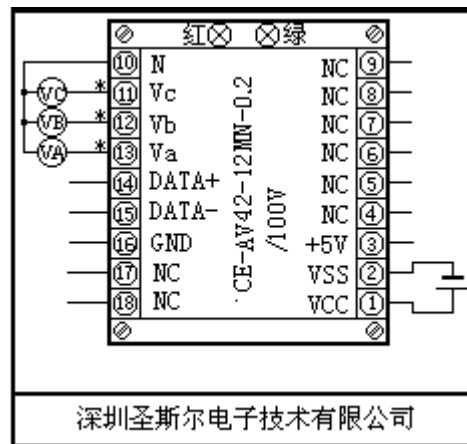 红 绿
⑩ N NC ⑨
VC * ⑪ Vc NC ⑧
VB * ⑫ Vb NC ⑦
VA * ⑬ Va NC ⑥
⑭ DATA+ NC ⑤
⑮ DATA- NC ④
⑯ GND +5V ③
⑰ NC VSS ②
⑱ NC VCC ①
CE-AV42-12MN-0.2
/100V
深圳圣斯尔电子技术有限公司